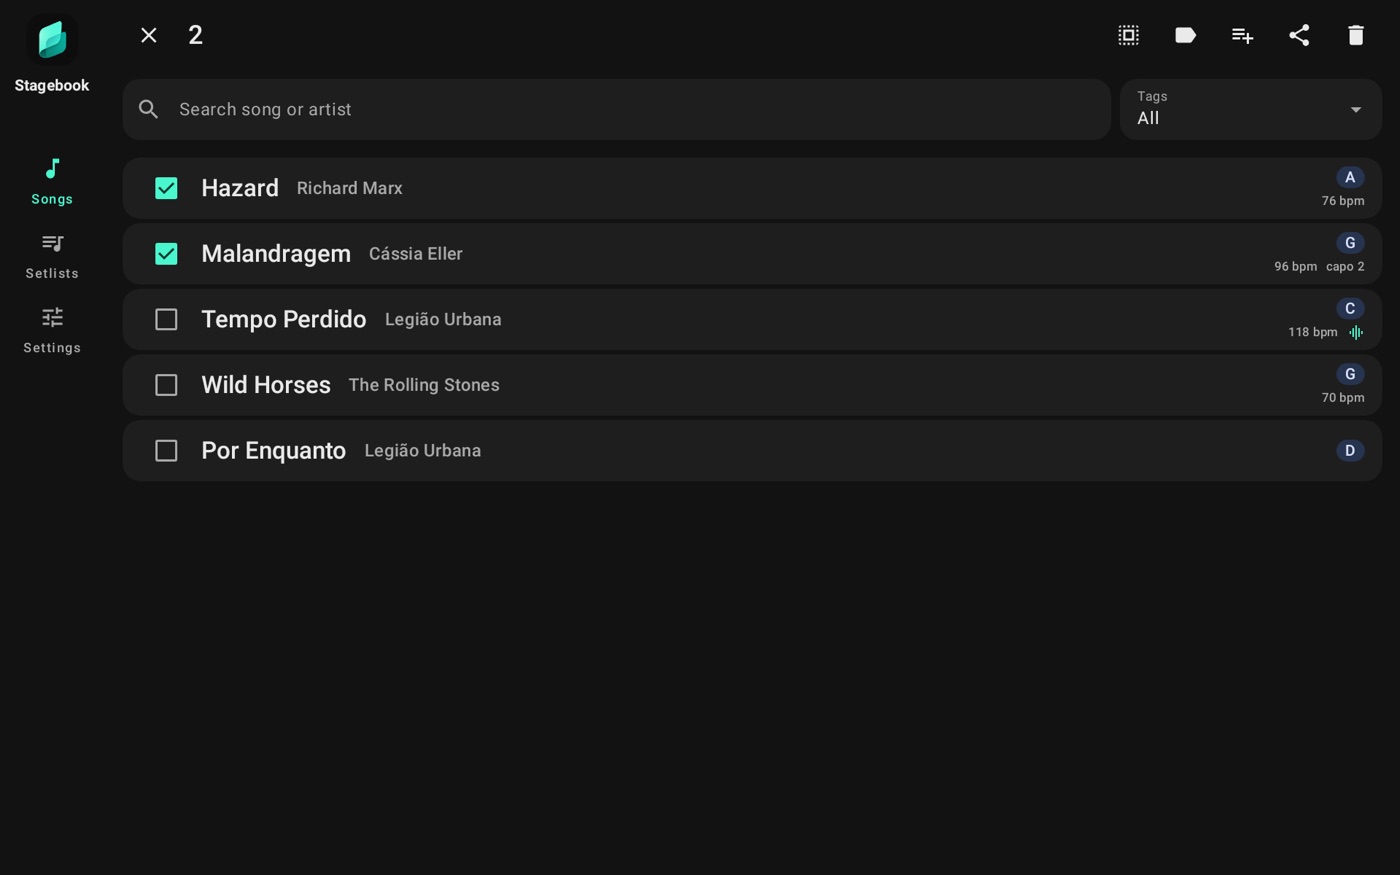 Stagebook
Songs
Setlists
Settings
2
Search song or artist
Tags
All
Hazard Richard Marx A
76 bpm
Malandragem Cássia Eller G
96 bpm capo 2
Tempo Perdido Legião Urbana C
118 bpm
Wild Horses The Rolling Stones G
70 bpm
Por Enquanto Legião Urbana D